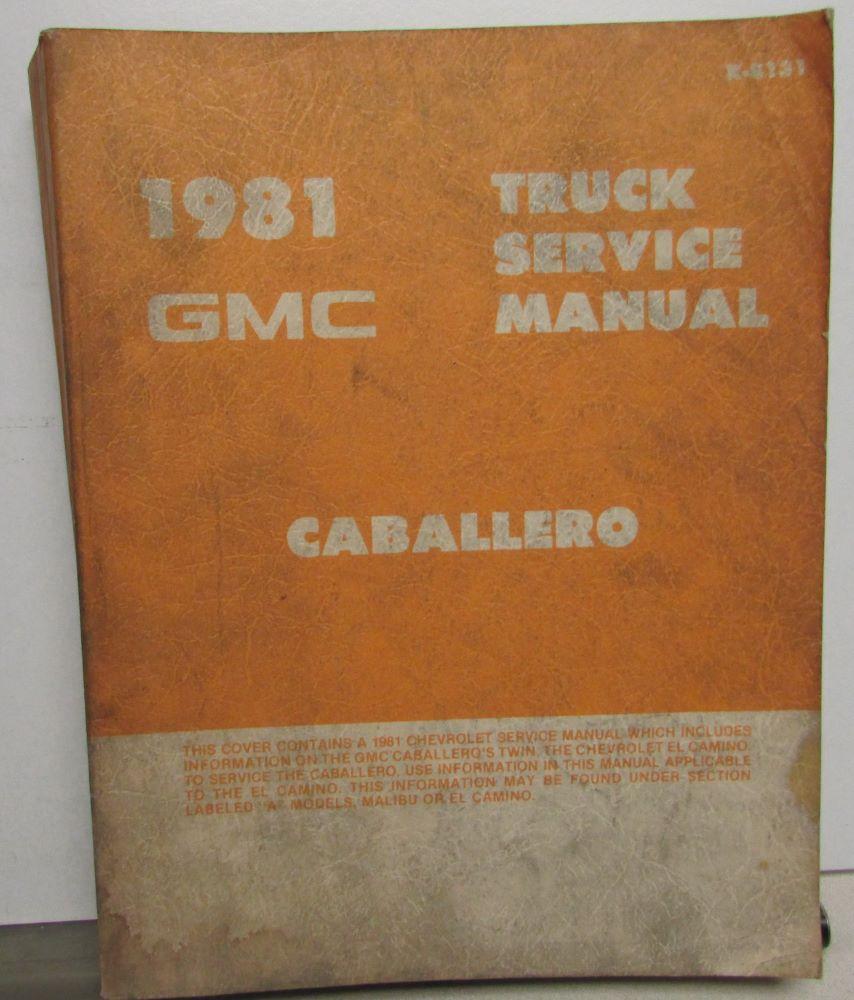 1981
GMC
TRUCK
SERVICE
MANUAL
CABALLERO
THIS COVER CONTAINS A 1981 CHEVROLET SERVICE MANUAL WHICH INCLUDES
INFORMATION ON THE GMC CABALLERO'S TWIN, THE CHEVROLET EL CAMINO.
TO SERVICE THE CABALLERO, USE INFORMATION IN THIS MANUAL APPLICABLE
TO THE EL CAMINO. THIS INFORMATION MAY BE FOUND UNDER SECTION
LABELED "A" MODELS, MALIBU OR EL CAMINO.